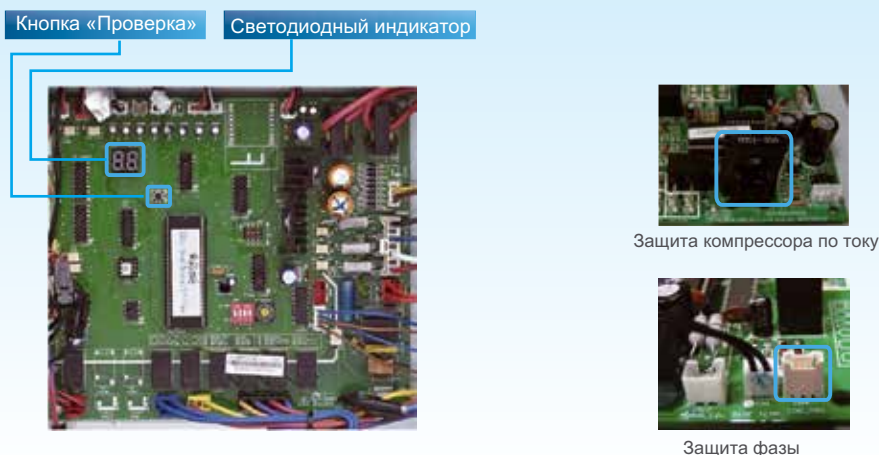 Кнопка «Проверка»
Светодиодный индикатор
Защита компрессора по току
Защита фазы